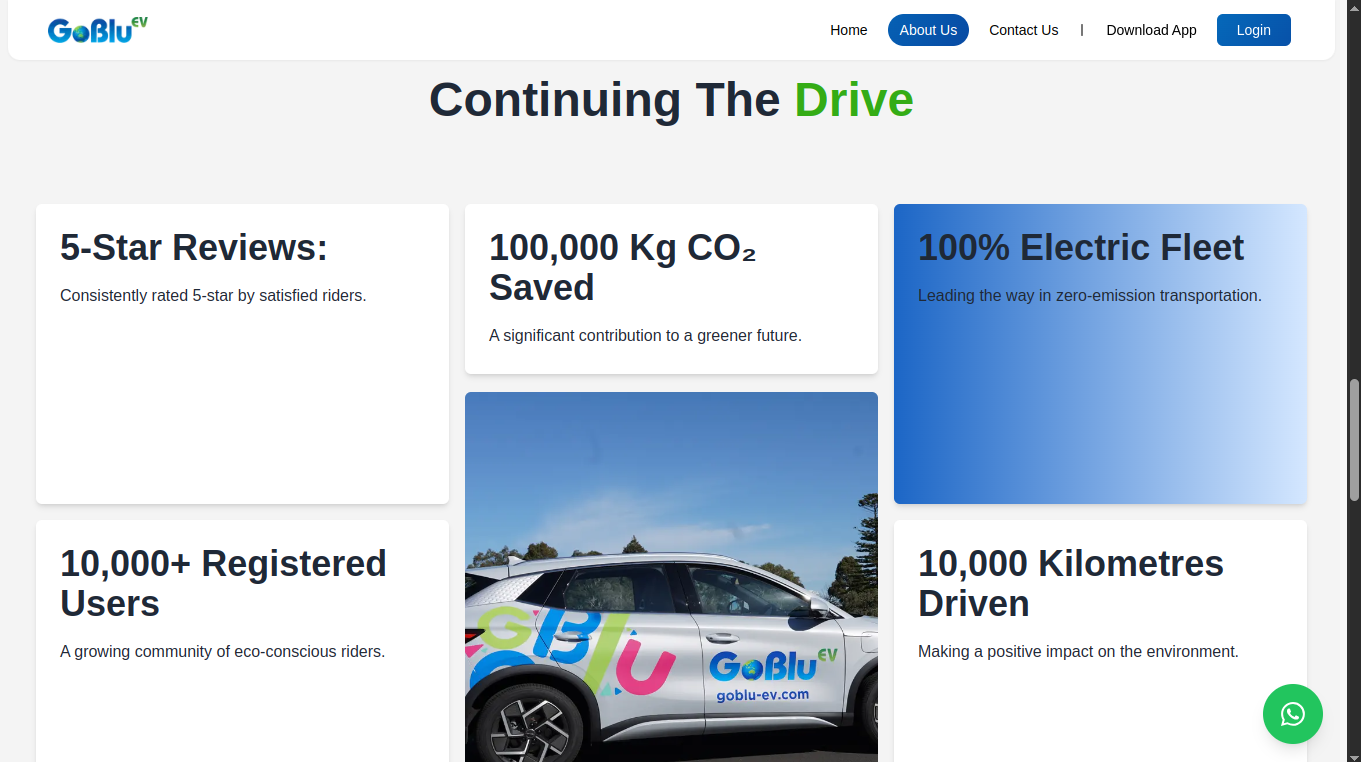 GoBlu EV
Home
About Us
Contact Us
|
Download App
Login
Continuing The Drive
5-Star Reviews:
Consistently rated 5-star by satisfied riders.
100,000 Kg CO₂
Saved
A significant contribution to a greener future.
100% Electric Fleet
Leading the way in zero-emission transportation.
10,000+ Registered
Users
A growing community of eco-conscious riders.
GoBlu
GoBlu EV
goblu-ev.com
10,000 Kilometres
Driven
Making a positive impact on the environment.